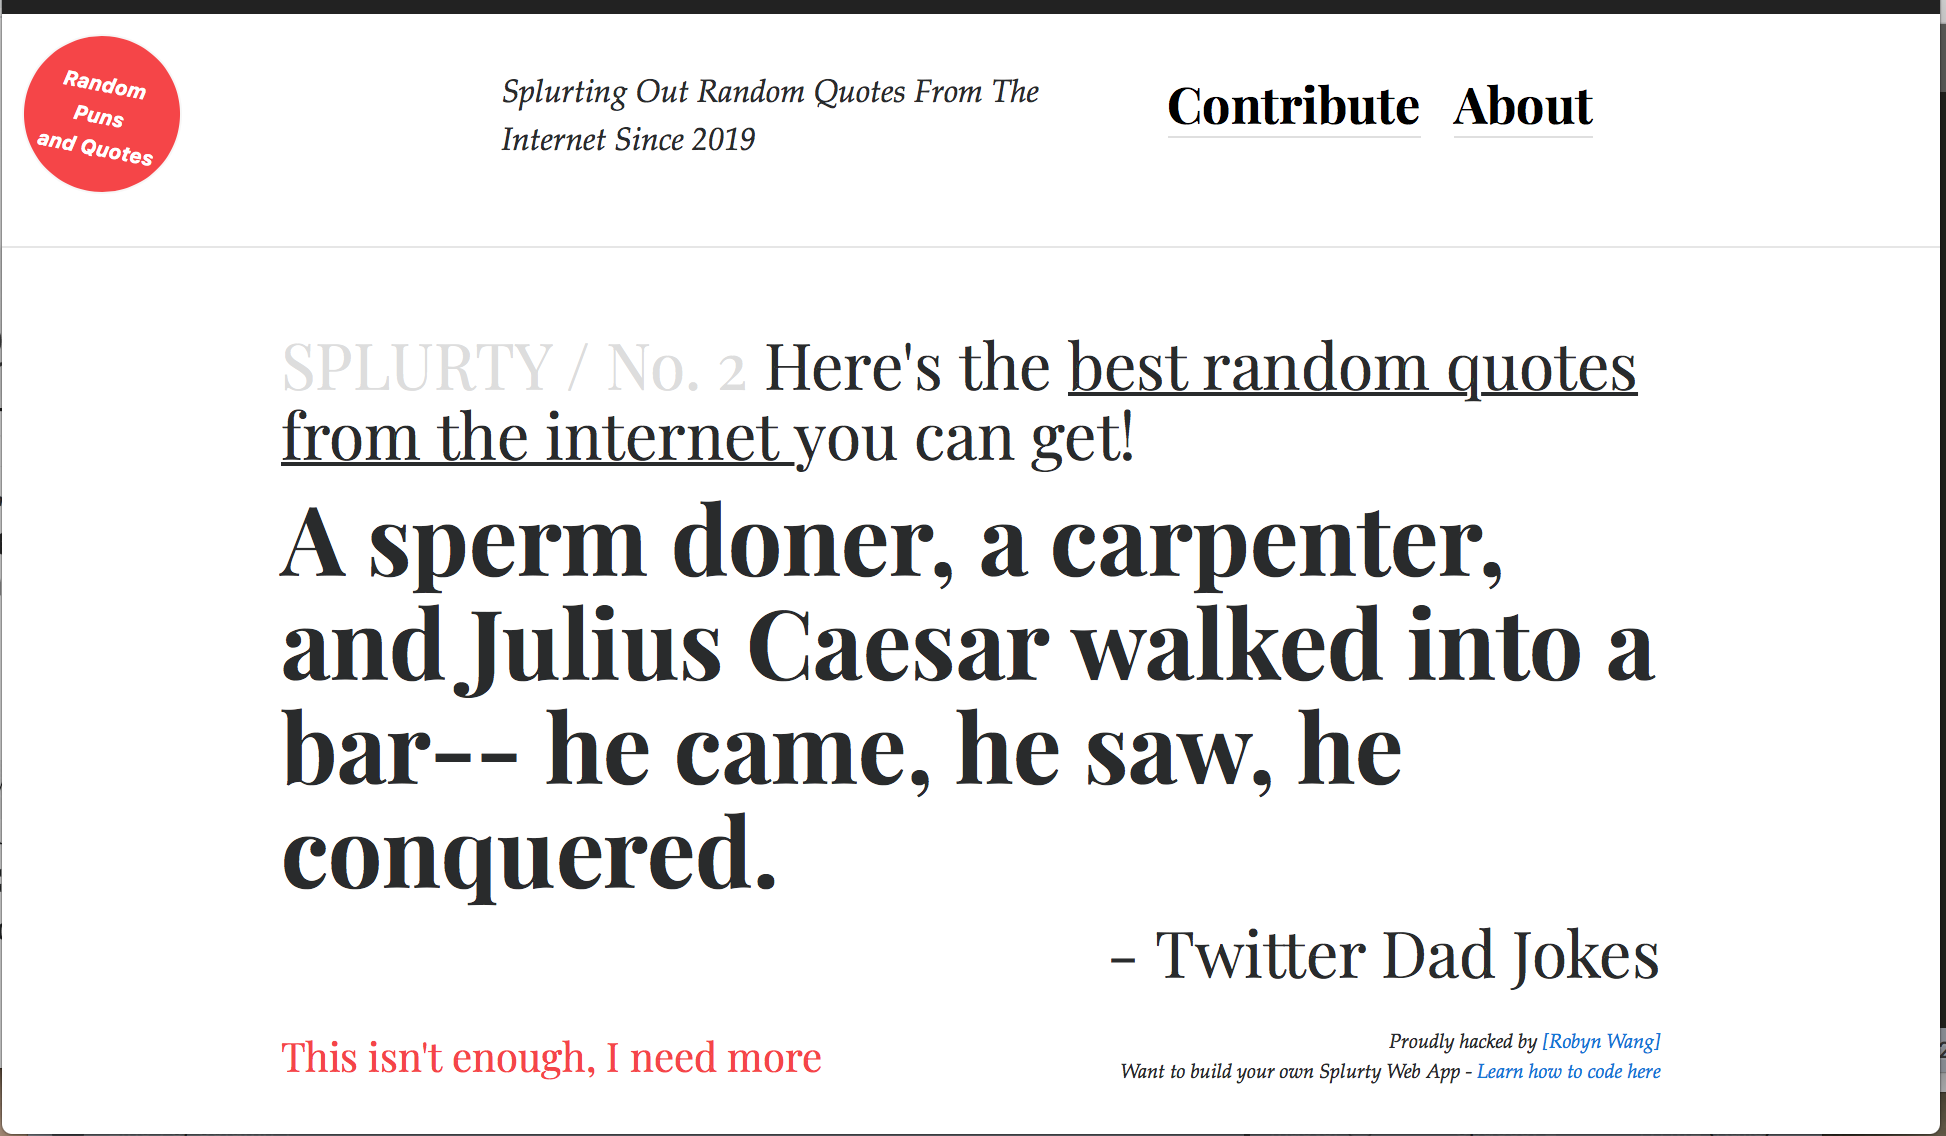 Random
Puns
and Quotes
Splurting Out Random Quotes From The
Internet Since 2019
Contribute About
SPLURTY / No. 2 Here's the best random quotes
from the internet you can get!
A sperm doner, a carpenter,
and Julius Caesar walked into a
bar-- he came, he saw, he
conquered.
- Twitter Dad Jokes
This isn't enough, I need more
Proudly hacked by [Robyn Wang]
Want to build your own Splurty Web App - Learn how to code here